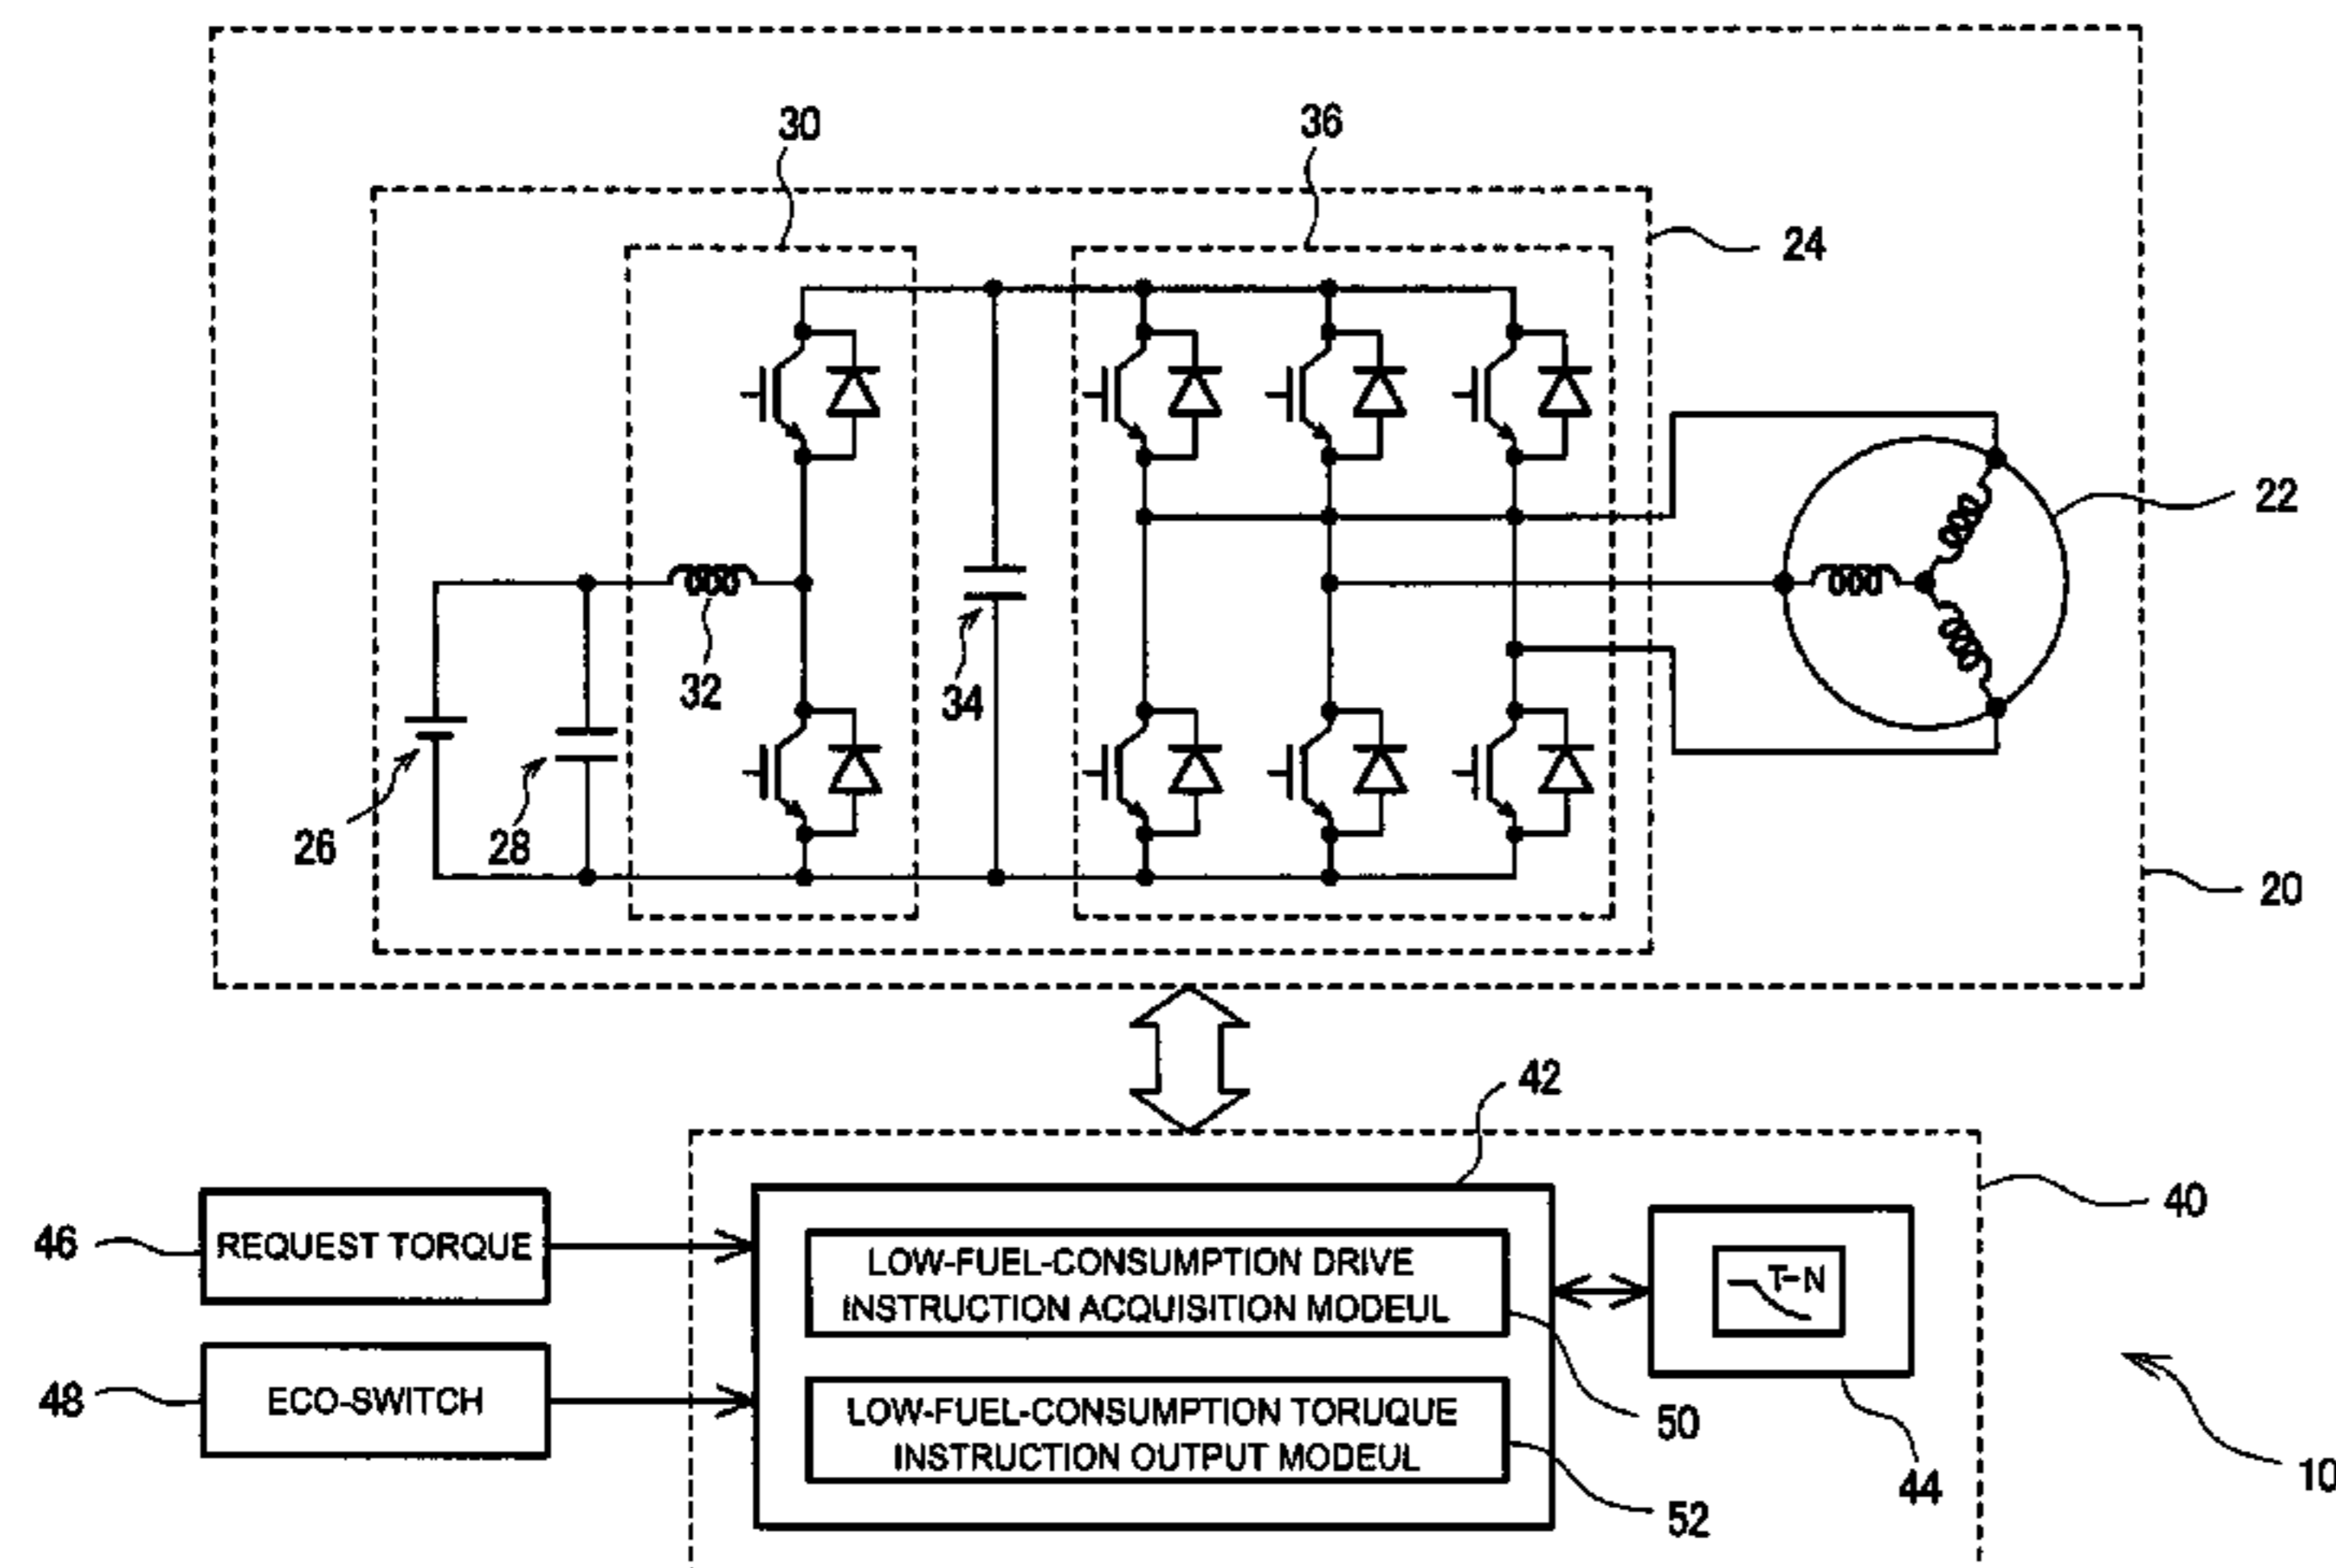 30
36
24
22
32
34
26
28
20
42
40
46
REQUEST TORQUE
LOW-FUEL-CONSUMPTION DRIVE
INSTRUCTION ACQUISITION MODEUL
T-N
48
ECO-SWITCH
50
LOW-FUEL-CONSUMPTION TORUQUE
INSTRUCTION OUTPUT MODEUL
44
10
52